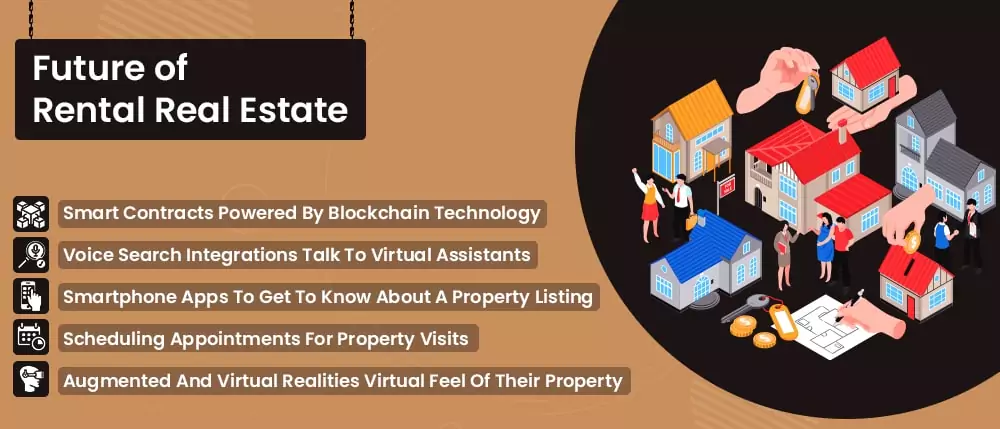 Future of
Rental Real Estate
Smart Contracts Powered By Blockchain Technology
Voice Search Integrations Talk To Virtual Assistants
Smartphone Apps To Get To Know About A Property Listing
Scheduling Appointments For Property Visits
Augmented And Virtual Realities Virtual Feel Of Their Property